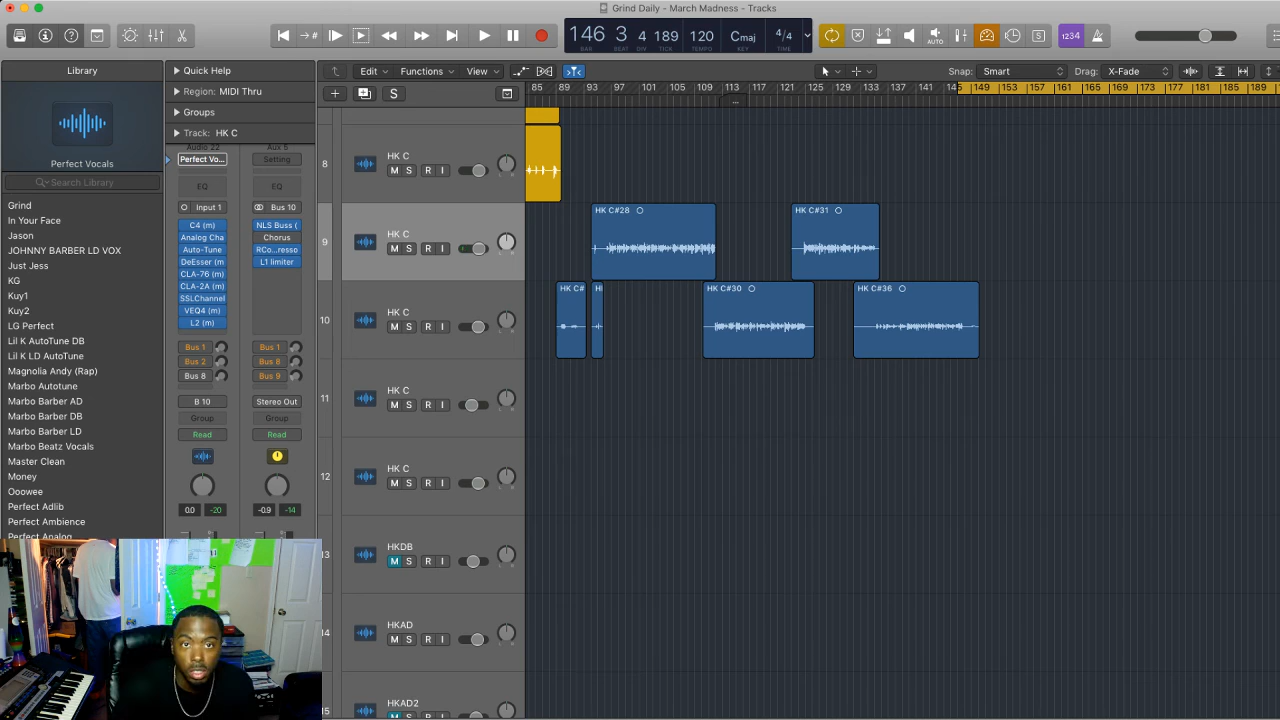 Grind Daily - March Madness - Tracks
146 3 4 189 120 Cmaj 4/4
BAR BEAT DIV TICK TEMPO KEY TIME
1234
Library
Quick Help
Region: MIDI Thru
Groups
Track: HK C
Edit Functions View
Snap: Smart
Drag: X-Fade
S
85 89 93 97 101 105 109 113 117 121 125 129 133 137 141 145 149 153 157 161 165 169 173 177 181 185 189
Perfect Vocals
Search Library
Grind
In Your Face
Jason
JOHNNY BARBER LD VOX
Just Jess
KG
Kuy1
Kuy2
LG Perfect
Lil K AutoTune DB
Lil K LD AutoTune
Magnolia Andy (Rap)
Marbo Autotune
Marbo Barber AD
Marbo Barber DB
Marbo Barber LD
Marbo Beatz Vocals
Master Clean
Money
Ooowee
Perfect Adlib
Perfect Ambience
Perfect Analog
Audio 22
Perfect Vo...
EQ
Input 1
C4 (m)
Analog Cha
Auto-Tune
DeEsser (m
CLA-76 (m)
CLA-2A (m)
SSLChannel
VEQ4 (m)
L2 (m)
Bus 1
Bus 2
Bus 8
B 10
Group
Read
0.0 -20
Aux 5
Setting
EQ
Bus 10
NLS Buss (
Chorus
RCo...resso
L1 limiter
Bus 1
Bus 8
Bus 9
Stereo Out
Group
Read
-0.9 -14
8 HK C
M S R I
9 HK C
M S R I
HK C#28
HK C#31
10 HK C
M S R I
HK C#
HK C#30
HK C#36
11 HK C
M S R I
12 HK C
M S R I
13 HKDB
M S R I
14 HKAD
M S R I
15 HKAD2
M S R I